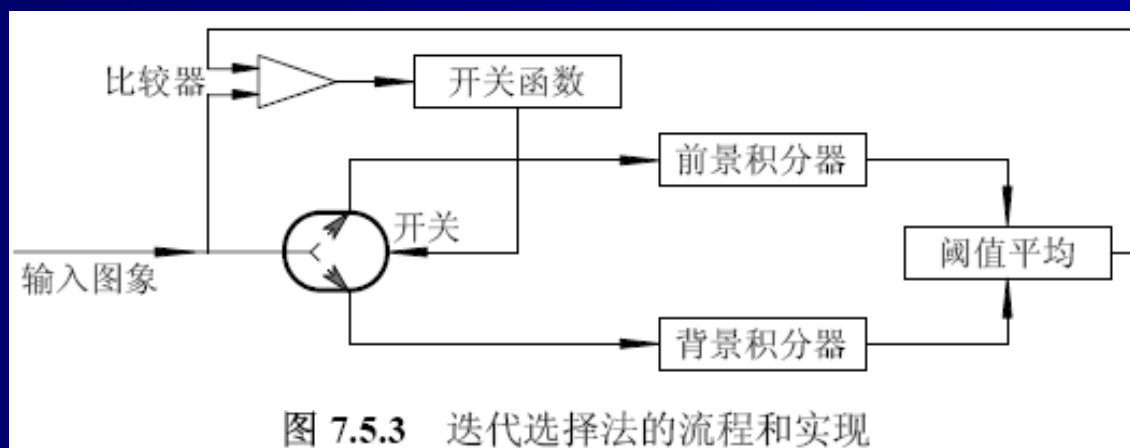 比较器
开关函数
前景积分器
开关
阈值平均
输入图象
背景积分器
图 7.5.3 迭代选择法的流程和实现